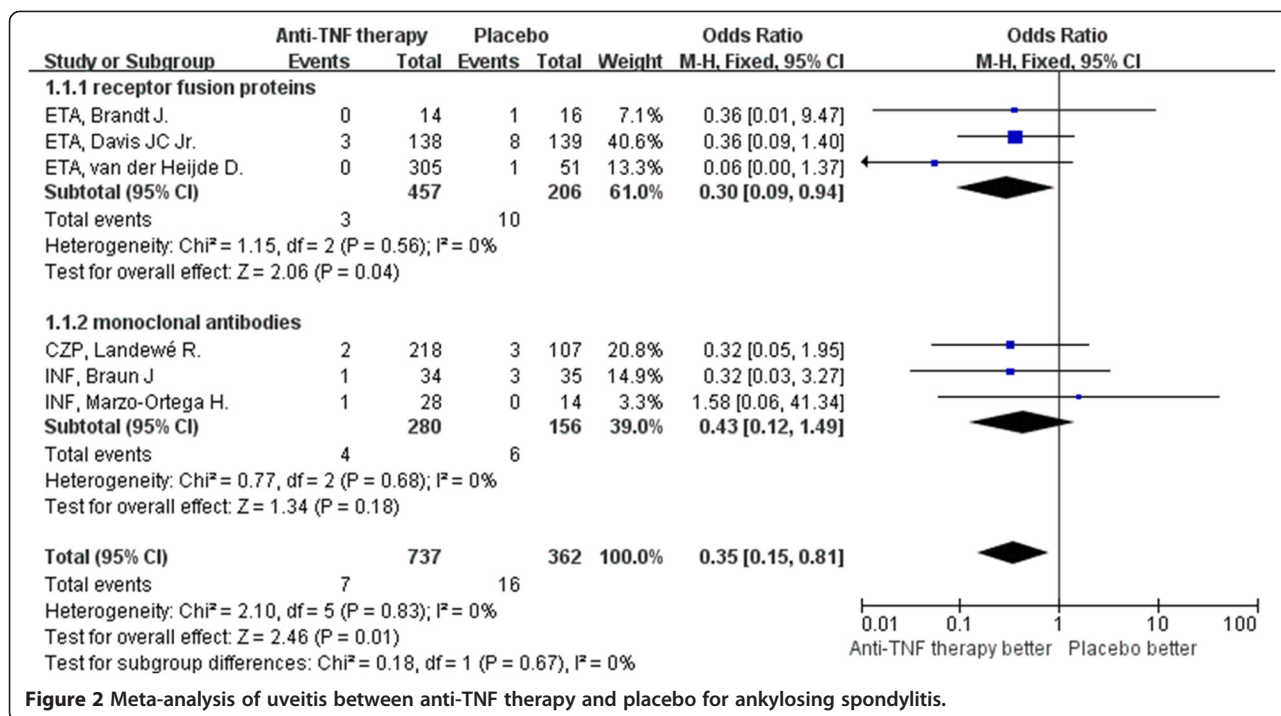 Anti-TNF therapy Placebo Odds Ratio Odds Ratio
Study or Subgroup Events Total Events Total Weight M-H, Fixed, 95% CI M-H, Fixed, 95% CI
1.1.1 receptor fusion proteins
ETA, Brandt J. 0 14 1 16 7.1% 0.36 [0.01, 9.47]
ETA, Davis JC Jr. 3 138 8 139 40.6% 0.36 [0.09, 1.40]
ETA, van der Heijde D. 0 305 1 51 13.3% 0.06 [0.00, 1.37]
Subtotal (95% CI) 457 206 61.0% 0.30 [0.09, 0.94]
Total events 3 10
Heterogeneity: Chi² = 1.15, df = 2 (P = 0.56); I² = 0%
Test for overall effect: Z = 2.06 (P = 0.04)
1.1.2 monoclonal antibodies
CZP, Landewé R. 2 218 3 107 20.8% 0.32 [0.05, 1.95]
INF, Braun J 1 34 3 35 14.9% 0.32 [0.03, 3.27]
INF, Marzo-Ortega H. 1 28 0 14 3.3% 1.58 [0.06, 41.34]
Subtotal (95% CI) 280 156 39.0% 0.43 [0.12, 1.49]
Total events 4 6
Heterogeneity: Chi² = 0.77, df = 2 (P = 0.68); I² = 0%
Test for overall effect: Z = 1.34 (P = 0.18)
Total (95% CI) 737 362 100.0% 0.35 [0.15, 0.81]
Total events 7 16
Heterogeneity: Chi² = 2.10, df = 5 (P = 0.83); I² = 0%
Test for overall effect: Z = 2.46 (P = 0.01)
Test for subgroup differences: Chi² = 0.18, df = 1 (P = 0.67), I² = 0%
0.01 0.1 1 10 100
Anti-TNF therapy better Placebo better
Figure 2 Meta-analysis of uveitis between anti-TNF therapy and placebo for ankylosing spondylitis.